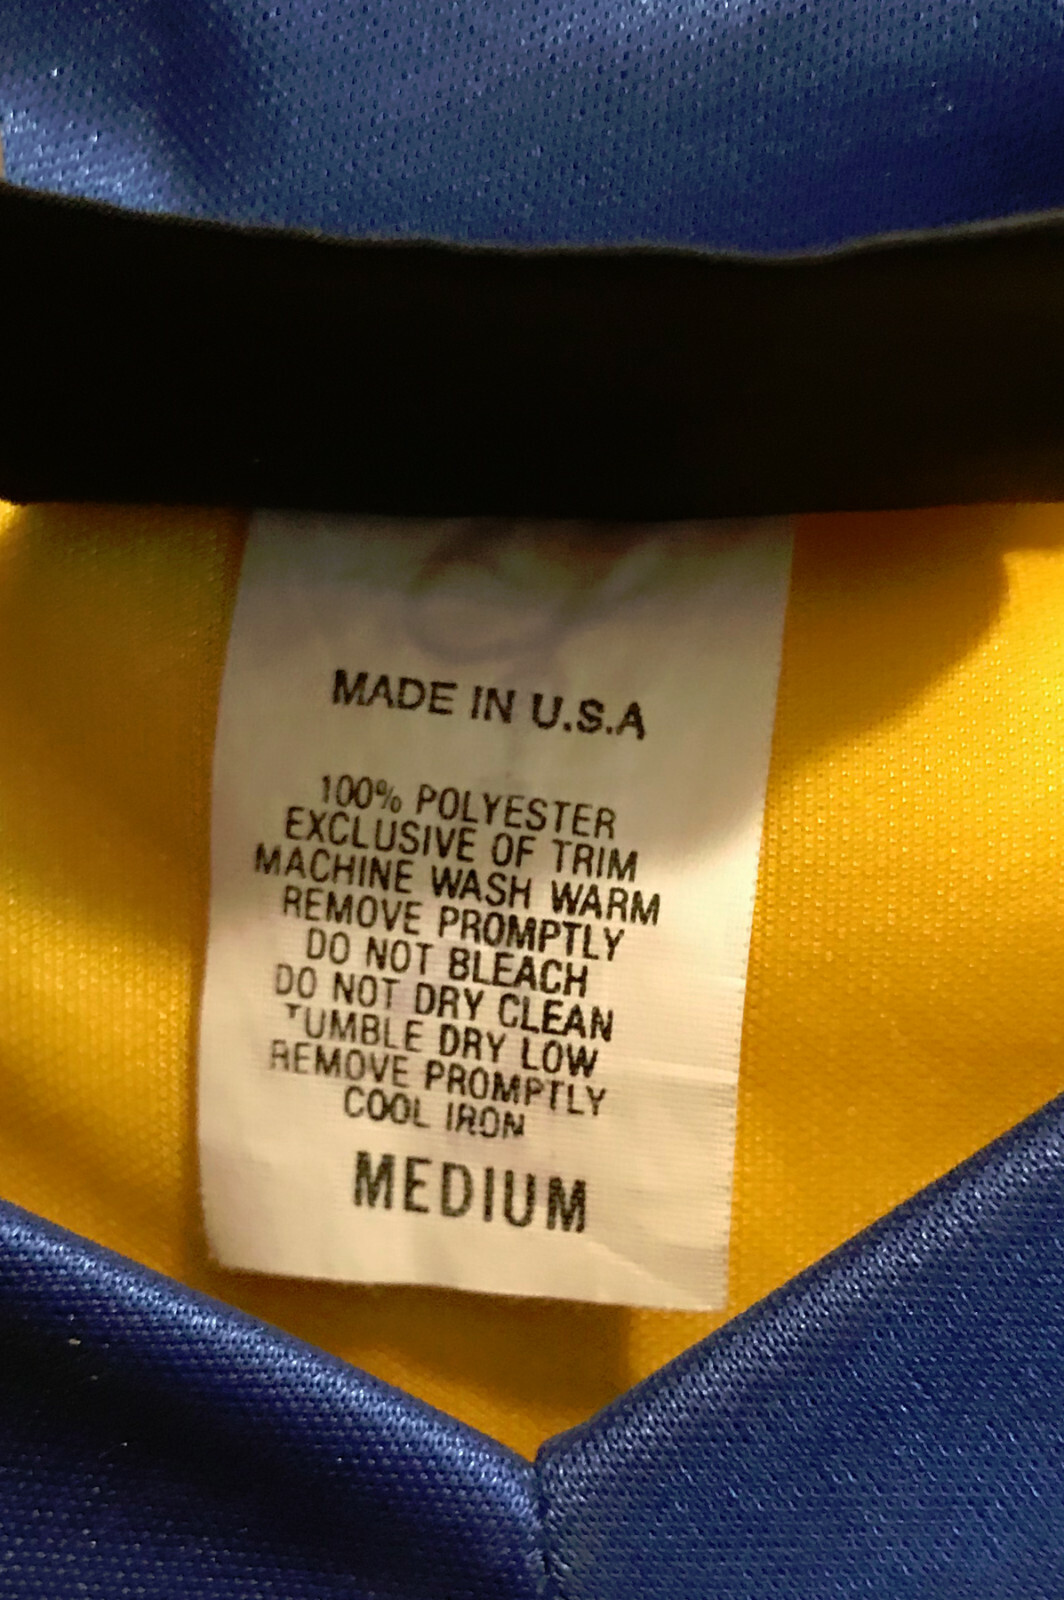 MADE IN U.S.A
100% POLYESTER
EXCLUSIVE OF TRIM
MACHINE WASH WARM
REMOVE PROMPTLY
DO NOT BLEACH
DO NOT DRY CLEAN
TUMBLE DRY LOW
REMOVE PROMPTLY
COOL IRON
MEDIUM